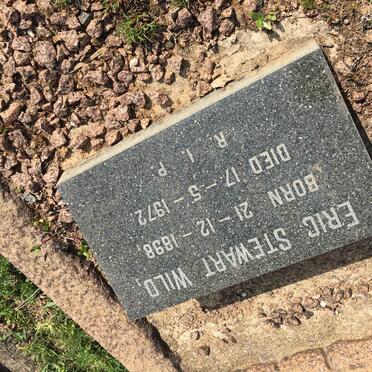 ERIC STEWART WILD,
BORN 21-12-1898,
DIED 17-5-1972.
R. I. P.